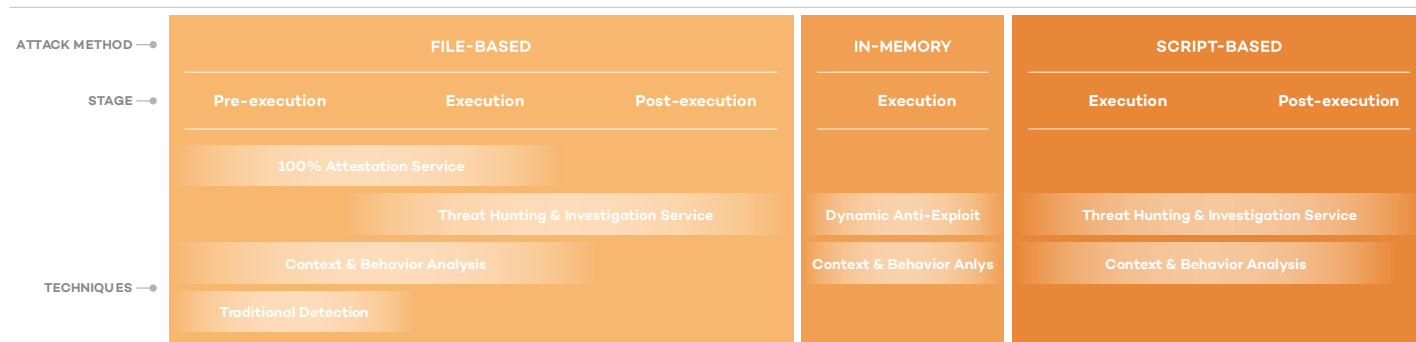 ATTACK METHOD FILE-BASED IN-MEMORY SCRIPT-BASED
STAGE Pre-execution Execution Post-execution Execution Execution Post-execution
100% Attestation Service
Threat Hunting & Investigation Service Dynamic Anti-Exploit Threat Hunting & Investigation Service
Context & Behavior Analysis Context & Behavior Anlys Context & Behavior Analysis
TECHNIQUES
Traditional Detection